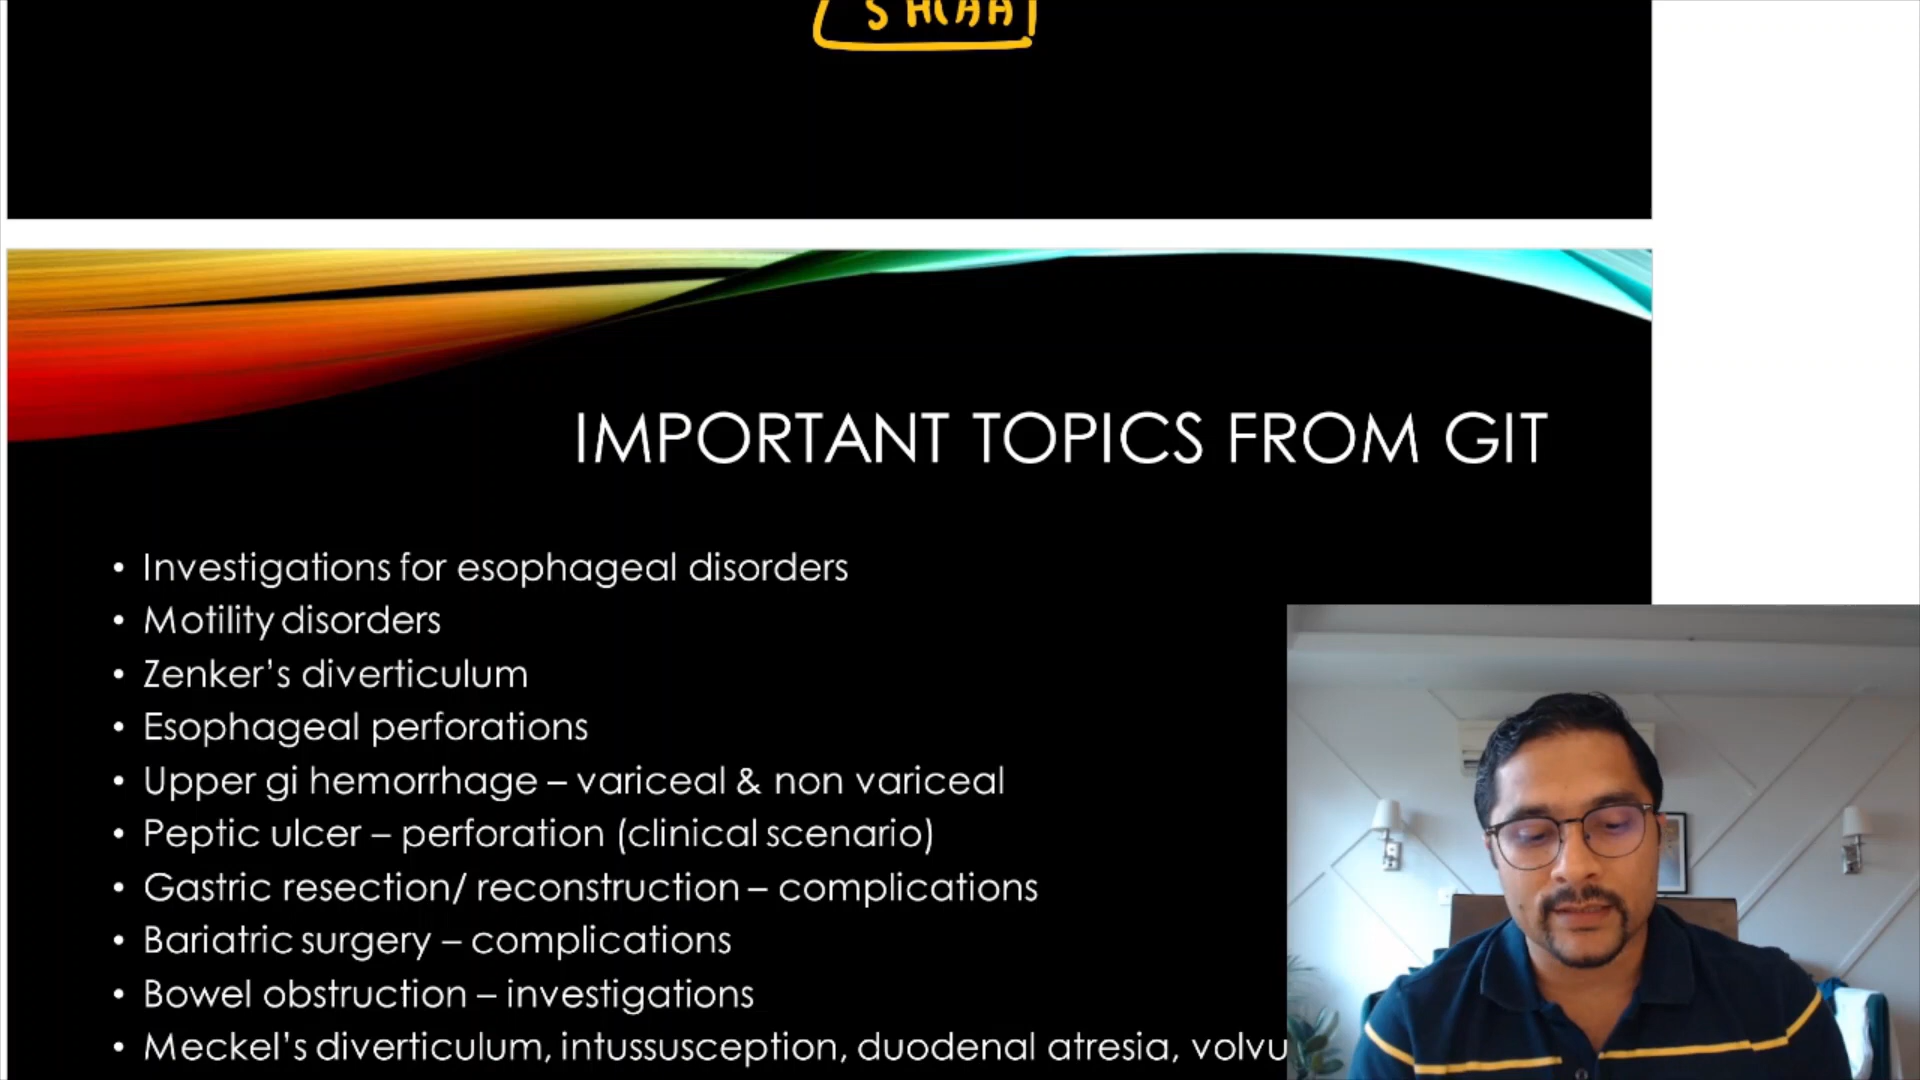 IMPORTANT TOPICS FROM GIT
• Investigations for esophageal disorders
• Motility disorders
• Zenker’s diverticulum
• Esophageal perforations
• Upper gi hemorrhage – variceal & non variceal
• Peptic ulcer – perforation (clinical scenario)
• Gastric resection/ reconstruction – complications
• Bariatric surgery – complications
• Bowel obstruction – investigations
• Meckel’s diverticulum, intussusception, duodenal atresia, volvu